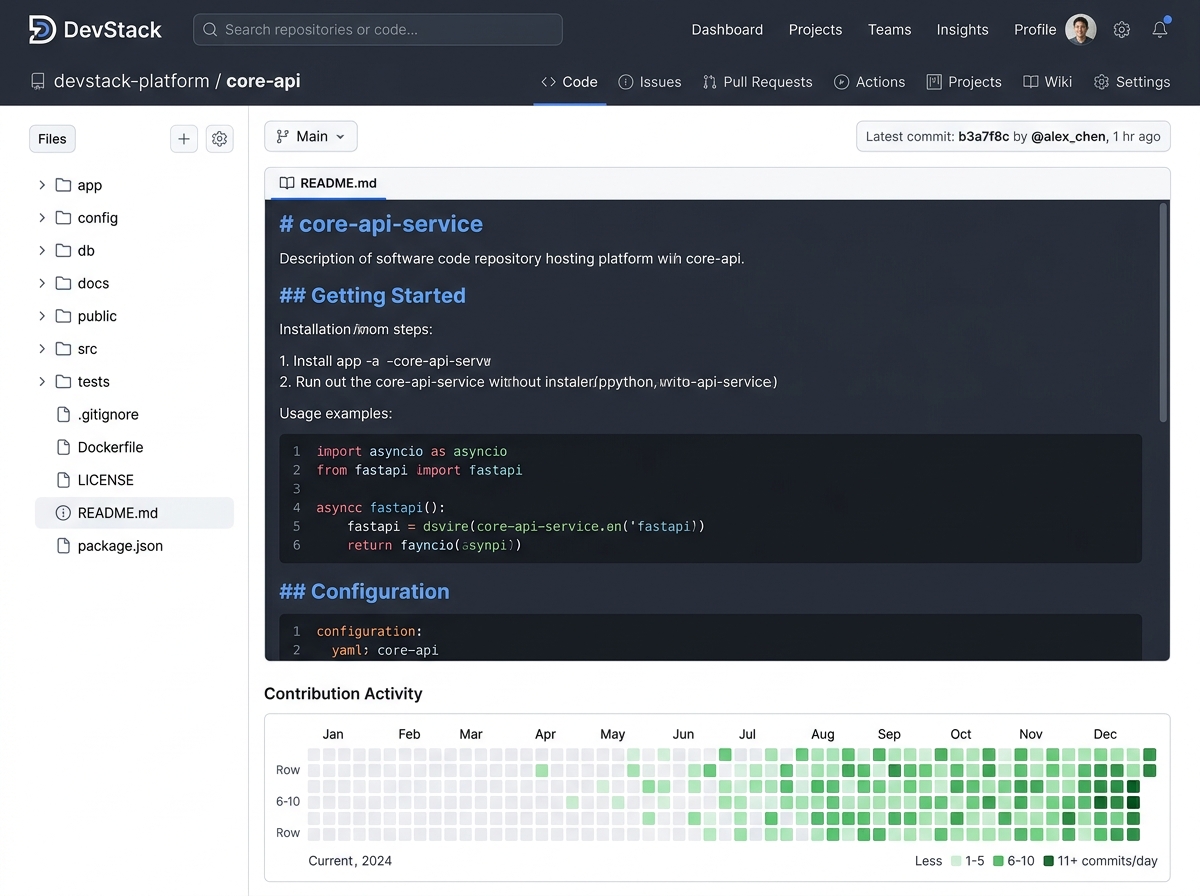 DevStack
Search repositories or code...
Dashboard
Projects
Teams
Insights
Profile
devstack-platform / core-api
Code
Issues
Pull Requests
Actions
Projects
Wiki
Settings
Files
app
config
db
docs
public
src
tests
.gitignore
Dockerfile
LICENSE
README.md
package.json
Main
Latest commit: b3a7f8c by @alex_chen, 1 hr ago
README.md
# core-api-service
Description of software code repository hosting platform with core-api.
## Getting Started
Installation steps:
1. Install app -a -core-api-serv
2. Run out the core-api-service without
Usage examples:
1 import asyncio as asyncio
2 from fastapi import fastapi
3
4 asyncc fastapi():
5 fastapi = dsvire(core-api-service.en('fastapi'))
6 return fayncio(
## Configuration
1 configuration:
2 yaml: core-api
Contribution Activity
Jan Feb Mar Apr May Jun Jul Aug Sep Oct Nov Dec
Row
6-10
Row
Current, 2024
Less 1-5 6-10 11+ commits/day